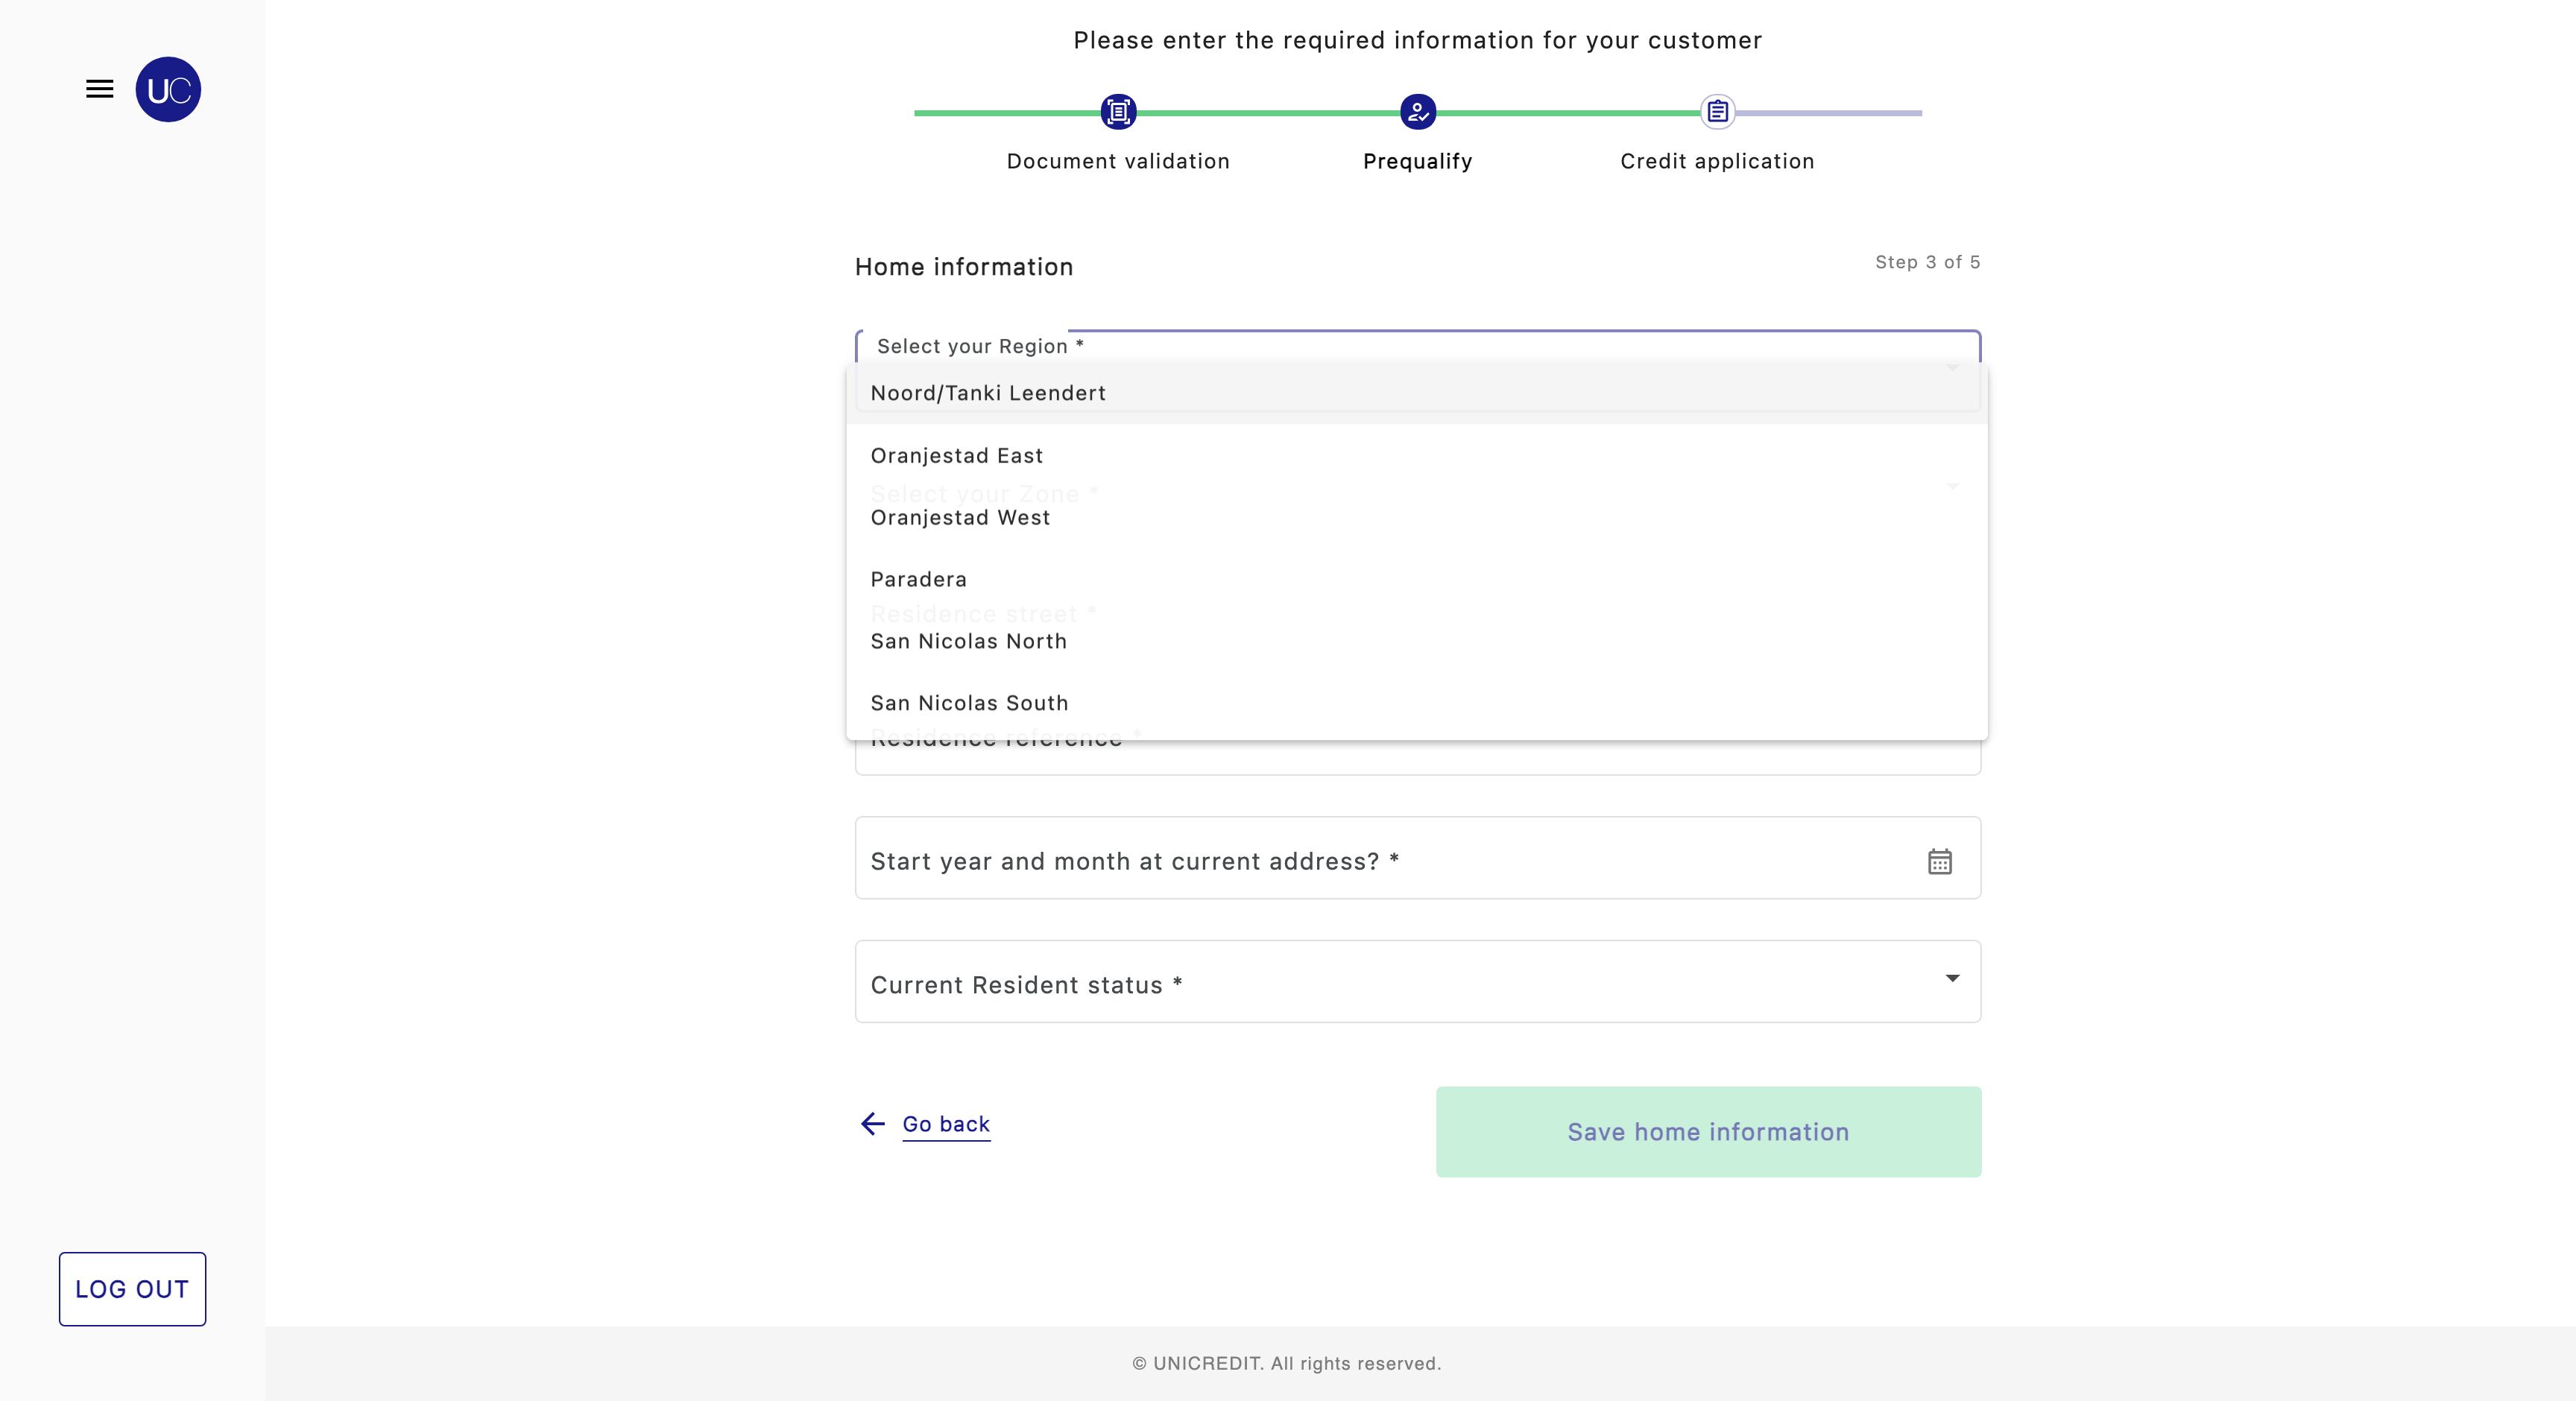 Please enter the required information for your customer
UC
Document validation
Prequalify
Credit application
Home information
Step 3 of 5
Select your Region *
Noord/Tanki Leendert
Oranjestad East
Select your Zone *
Oranjestad West
Paradera
Residence street *
San Nicolas North
San Nicolas South
Residence reference *
Start year and month at current address? *
Current Resident status *
Go back
Save home information
LOG OUT
© UNICREDIT. All rights reserved.